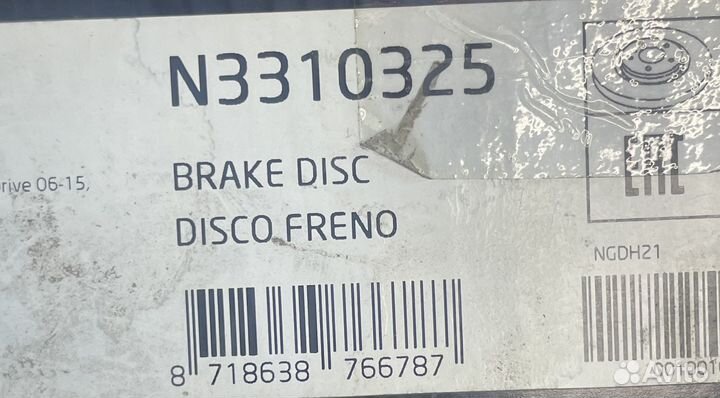 N3310325
rive 06-15,
BRAKE DISC
DISCO FRENO
EAC
NGDH21
8 718638 766787
Avito